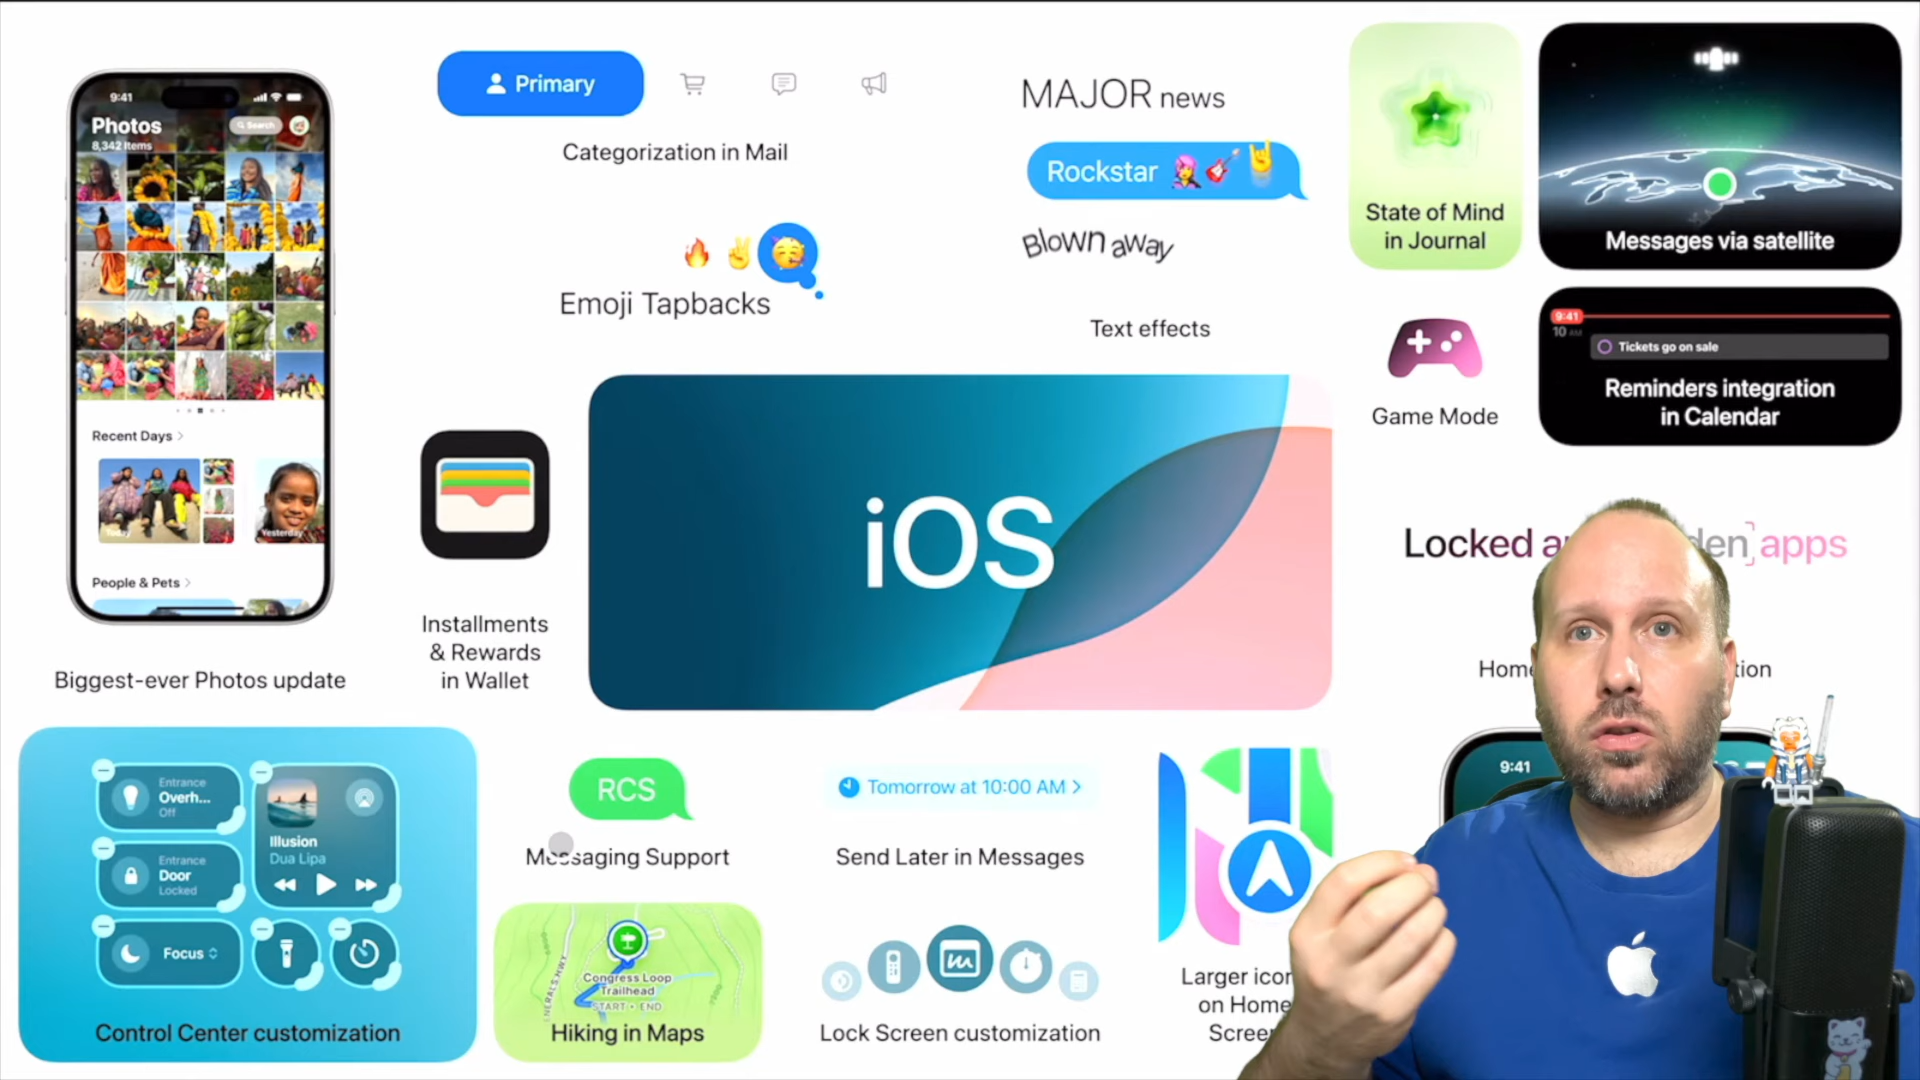 9:41
Photos
Search
8,342 Items
Recent Days >
Today
Yesterday
People & Pets >
Biggest-ever Photos update
Primary
Categorization in Mail
Emoji Tapbacks
MAJOR news
Rockstar
Blown away
Text effects
State of Mind
in Journal
Messages via satellite
Game Mode
9:41
10 AM
Tickets go on sale
Reminders integration
in Calendar
Installments
& Rewards
in Wallet
iOS
Locked
apps
9:41
Entrance
Overh...
Off
Illusion
Dua Lipa
Entrance
Door
Locked
Focus
Control Center customization
RCS
Messaging Support
Tomorrow at 10:00 AM >
Send Later in Messages
Congress Loop
Trailhead
START • END
Hiking in Maps
Lock Screen customization
Larger
on Home
Screen